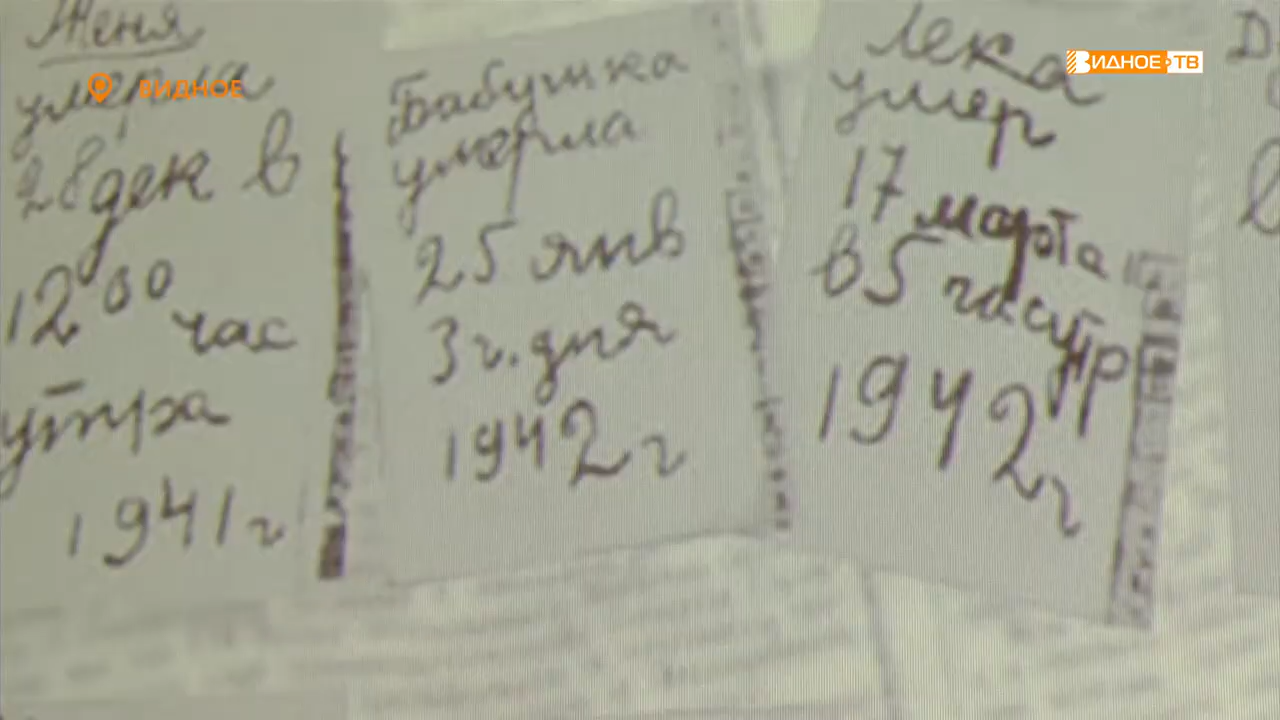 Женя
умерла
28 дек в
12 00
час
утра
1941 г
Бабушка
умерла
25 янв
3 ч. дня
1942 г
Лека
умер
17 марта
в 5 час утр
1942 г
Д
ВИДНОЕ
ВИДНОЕ ТВ